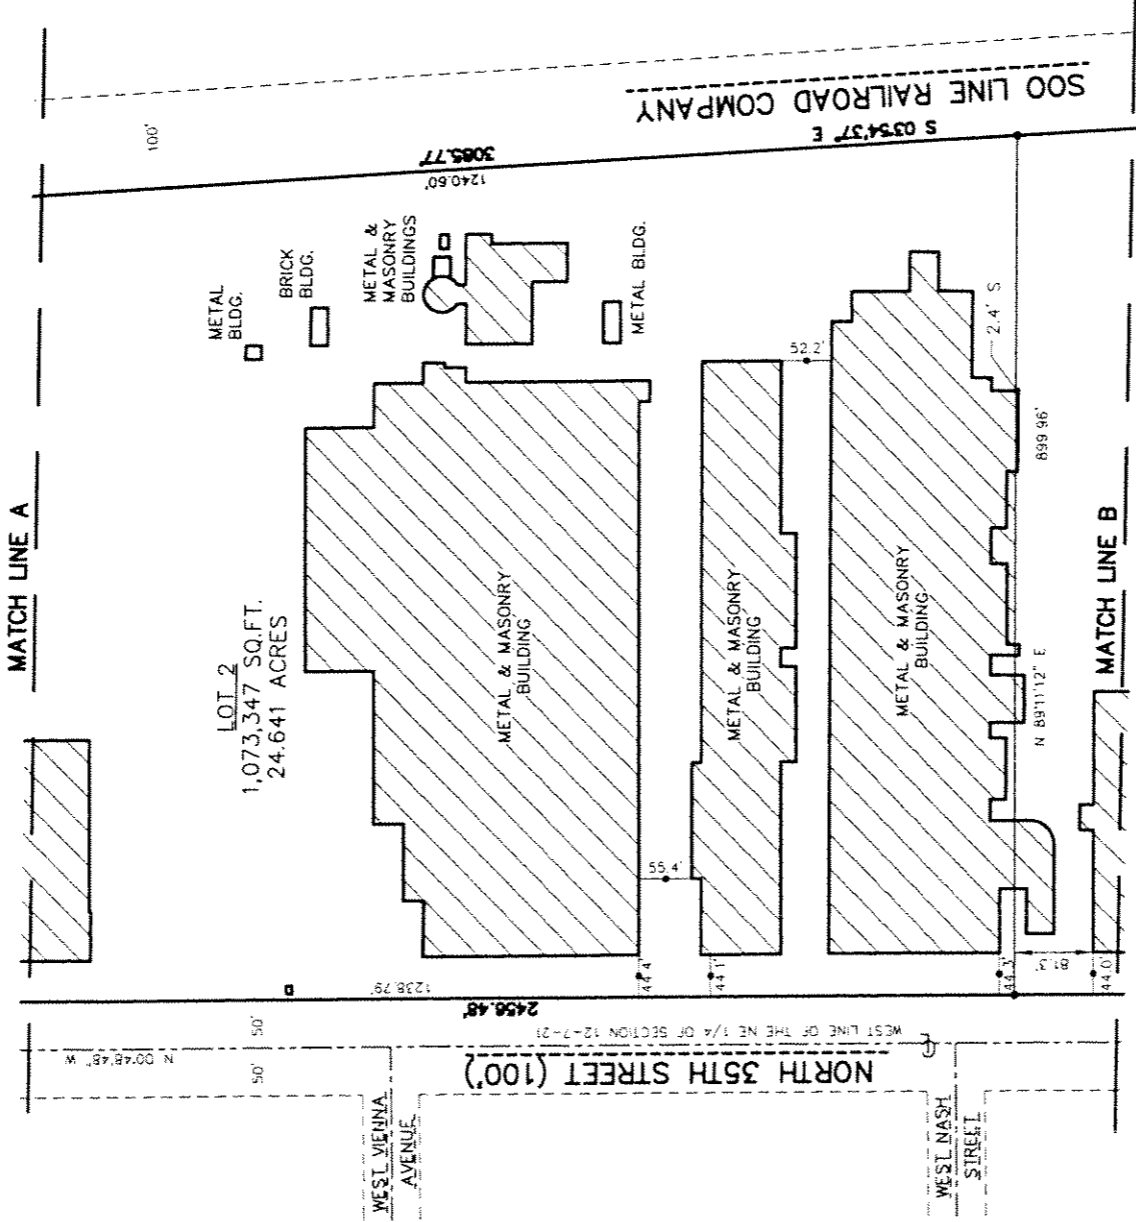 MATCH LINE A
SOO LINE RAILROAD COMPANY
S 03°54'37" E
100'
3085.77'
1240.60'
METAL
BLDG.
BRICK
BLDG.
METAL &
MASONRY
BUILDINGS
METAL BLDG.
52.2'
2.4' S
899.96'
LOT 2
1,073,347 SQ.FT.
24.641 ACRES
METAL & MASONRY
BUILDING
METAL & MASONRY
BUILDING
METAL & MASONRY
BUILDING
N 89°11'12" E
MATCH LINE B
55.4'
44.4'
44.1'
44.3'
81.3'
44.0'
1238.79'
2456.48'
50'
50'
N 00°48'48" W
WEST LINE OF THE NE 1/4 OF SECTION 12-7-21
NORTH 35TH STREET (100')
WEST VIENNA
AVENUE
WEST NASH
STREET